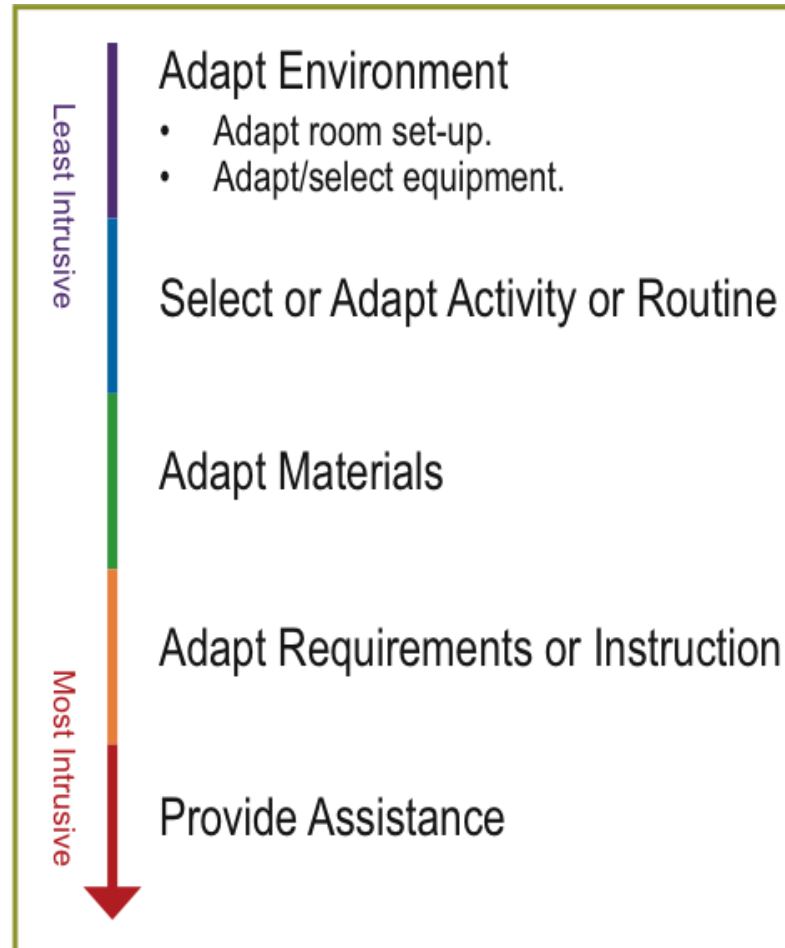 Adapt Environment
• Adapt room set-up.
• Adapt/select equipment.
Least Intrusive
Select or Adapt Activity or Routine
Adapt Materials
Adapt Requirements or Instruction
Most Intrusive
Provide Assistance